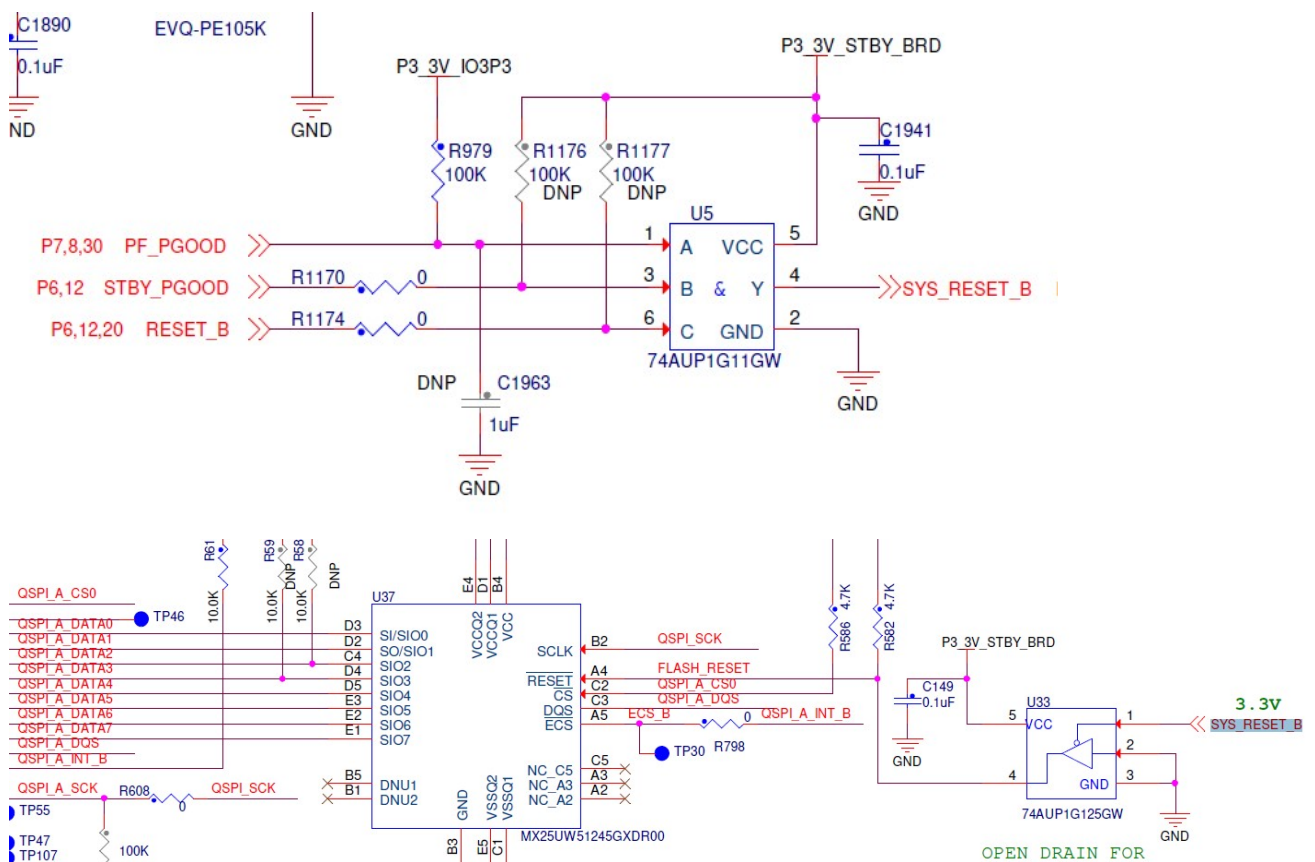 C1890
0.1uF
ND
EVQ-PE105K
GND
P3_3V_IO3P3
P3_3V_STBY_BRD
R979
100K
R1176
100K
DNP
R1177
100K
DNP
C1941
0.1uF
GND
U5
P7,8,30 PF_PGOOD
1 A VCC 5
P6,12 STBY_PGOOD
R1170 0
3 B & Y 4
SYS_RESET_B
P6,12,20 RESET_B
R1174 0
6 C GND 2
74AUP1G11GW
GND
DNP C1963
1uF
GND
R61
10.0K
R59
DNP
10.0K
R58
DNP
10.0K
QSPI_A_CS0
TP46
QSPI_A_DATA0
QSPI_A_DATA1
QSPI_A_DATA2
QSPI_A_DATA3
QSPI_A_DATA4
QSPI_A_DATA5
QSPI_A_DATA6
QSPI_A_DATA7
QSPI_A_DQS
QSPI_A_INT_B
QSPI_A_SCK
R608
0
QSPI_SCK
TP55
TP47
TP107
100K
U37
E4 D1 B4
VCCQ2 VCCQ1 VCC
D3 SI/SIO0
D2 SO/SIO1
C4 SIO2
D4 SIO3
D5 SIO4
E3 SIO5
E2 SIO6
E1 SIO7
B5 DNU1
B1 DNU2
GND VSSQ2 VSSQ1
B3 E5 C1
SCLK B2 QSPI_SCK
RESET A4 FLASH_RESET
CS C2 QSPI_A_CS0
DQS C3 QSPI_A_DQS
ECS A5 ECS_B
0
R798
QSPI_A_INT_B
TP30
NC_C5 C5
NC_A3 A3
NC_A2 A2
MX25UW51245GXDR00
R586 4.7K
R582 4.7K
P3_3V_STBY_BRD
C149
0.1uF
GND
U33
5 VCC 1
2
4 GND 3
74AUP1G125GW
3.3V
SYS_RESET_B
GND
OPEN DRAIN FOR